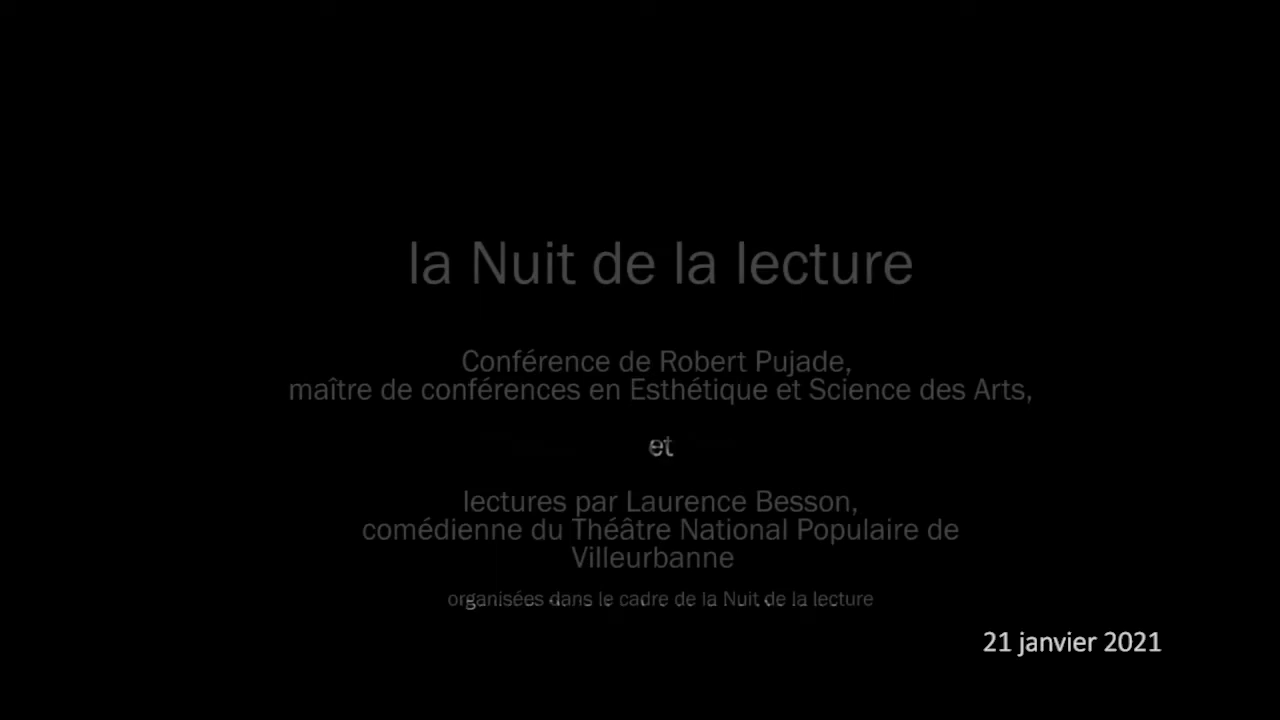 la Nuit de la lecture
Conférence de Robert Pujade,
maître de conférences en Esthétique et Science des Arts,
et
lectures par Laurence Besson,
comédienne du Théâtre National Populaire de
Villeurbanne
organisées dans le cadre de la Nuit de la lecture
21 janvier 2021